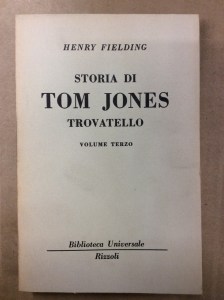 HENRY FIELDING
STORIA DI
TOM JONES
TROVATELLO
VOLUME TERZO
Biblioteca Universale
Rizzoli